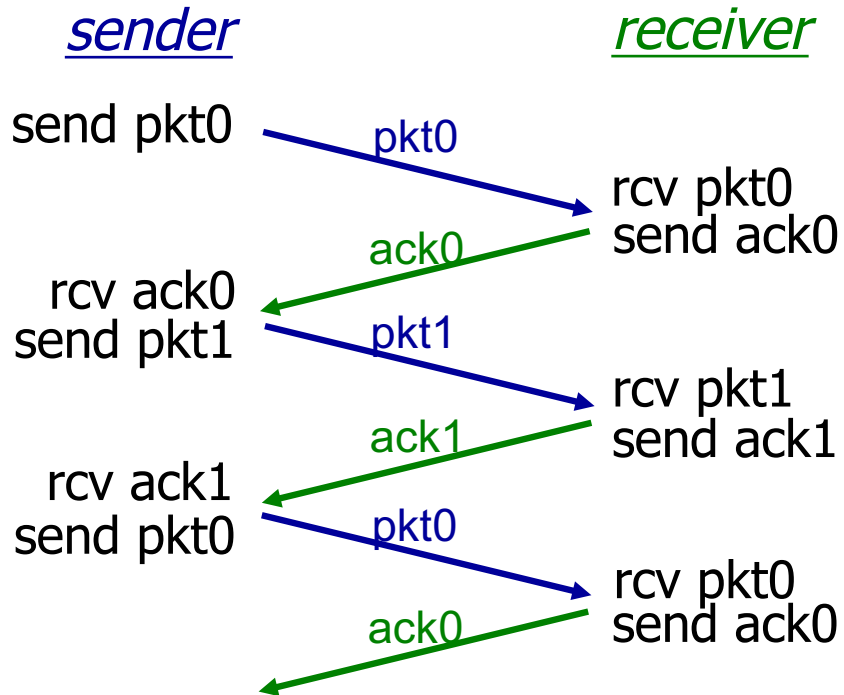 sender
receiver
send pkt0
pkt0
rcv pkt0
send ack0
ack0
rcv ack0
send pkt1
pkt1
rcv pkt1
send ack1
ack1
rcv ack1
send pkt0
pkt0
rcv pkt0
send ack0
ack0